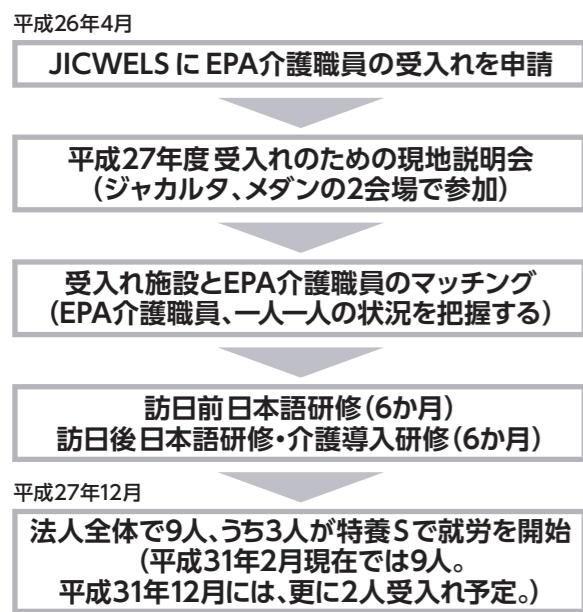 平成26年4月
JICWELS に EPA介護職員の受入れを申請
平成27年度 受入れのための現地説明会
(ジャカルタ、メダンの2会場で参加)
受入れ施設とEPA介護職員のマッチング
(EPA介護職員、一人一人の状況を把握する)
訪日前日本語研修(6か月)
訪日後日本語研修・介護導入研修(6か月)
平成27年12月
法人全体で9人、うち3人が特養Sで就労を開始
(平成31年2月現在では9人。
平成31年12月には、更に2人受入れ予定。)